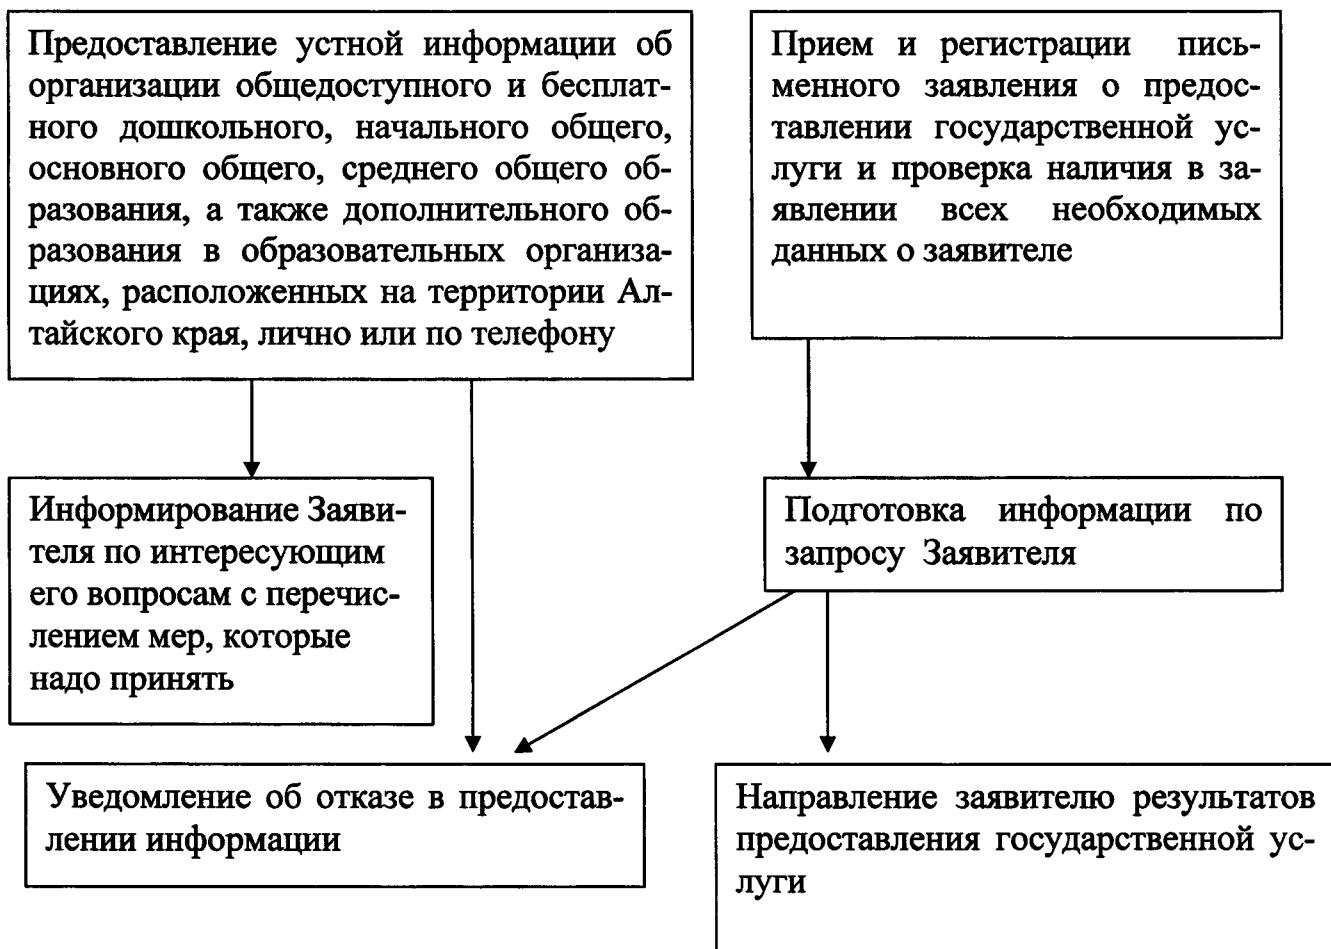 Предоставление устной информации об
организации общедоступного и бесплат-
ного дошкольного, начального общего,
основного общего, среднего общего об-
разования, а также дополнительного об-
разования в образовательных организа-
циях, расположенных на территории Ал-
тайского края, лично или по телефону
Прием и регистрации пись-
менного заявления о предос-
тавлении государственной ус-
луги и проверка наличия в за-
явлении всех необходимых
данных о заявителе
Информирование Заяви-
теля по интересующим
его вопросам с перечис-
лением мер, которые
надо принять
Подготовка информации по
запросу Заявителя
Уведомление об отказе в предостав-
лении информации
Направление заявителю результатов
предоставления государственной ус-
луги